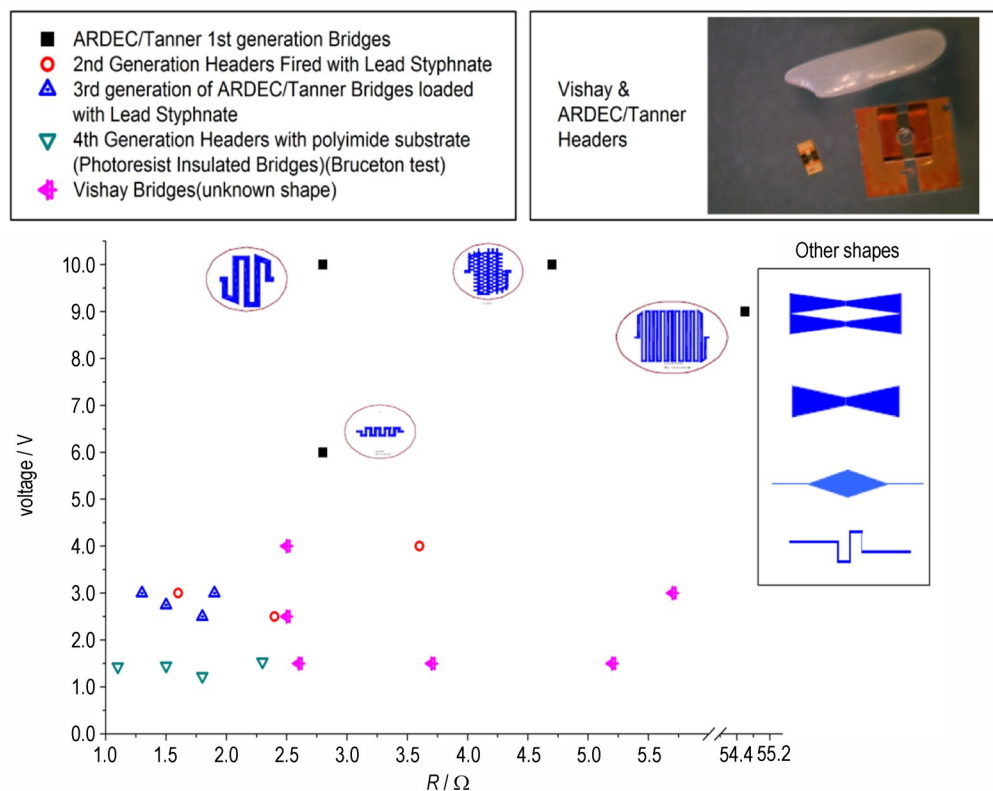 ARDEC/Tanner 1st generation Bridges
2nd Generation Headers Fired with Lead Styphnate
3rd generation of ARDEC/Tanner Bridges loaded
with Lead Styphnate
4th Generation Headers with polyimide substrate
(Photoresist Insulated Bridges)(Bruceton test)
Vishay Bridges(unknown shape)
Vishay &
ARDEC/Tanner
Headers
Other shapes
voltage / V
10.0
9.0
8.0
7.0
6.0
5.0
4.0
3.0
2.0
1.0
0.0
1.0 1.5 2.0 2.5 3.0 3.5 4.0 4.5 5.0 5.5 54.4 55.2
R / Ω